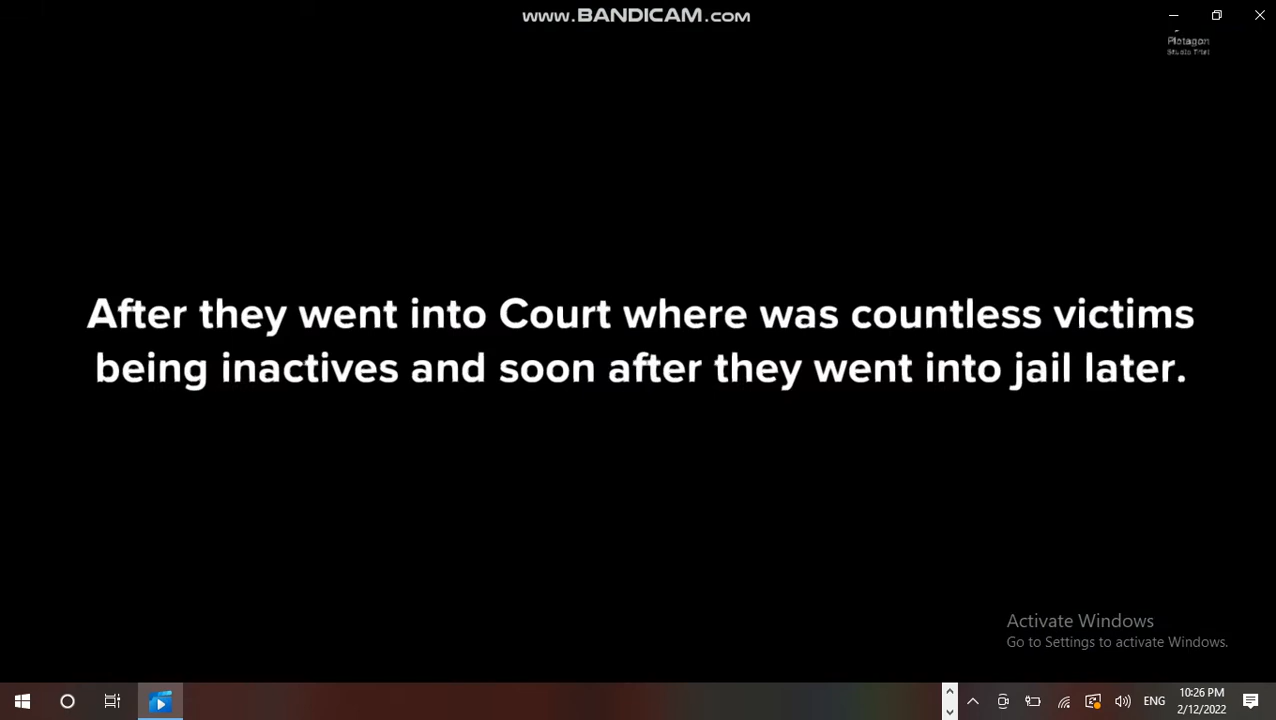 www.BANDICAM.com
Plotagon
Studio Trial
After they went into Court where was countless victims
being inactives and soon after they went into jail later.
Activate Windows
Go to Settings to activate Windows.
ENG
10:26 PM
2/12/2022